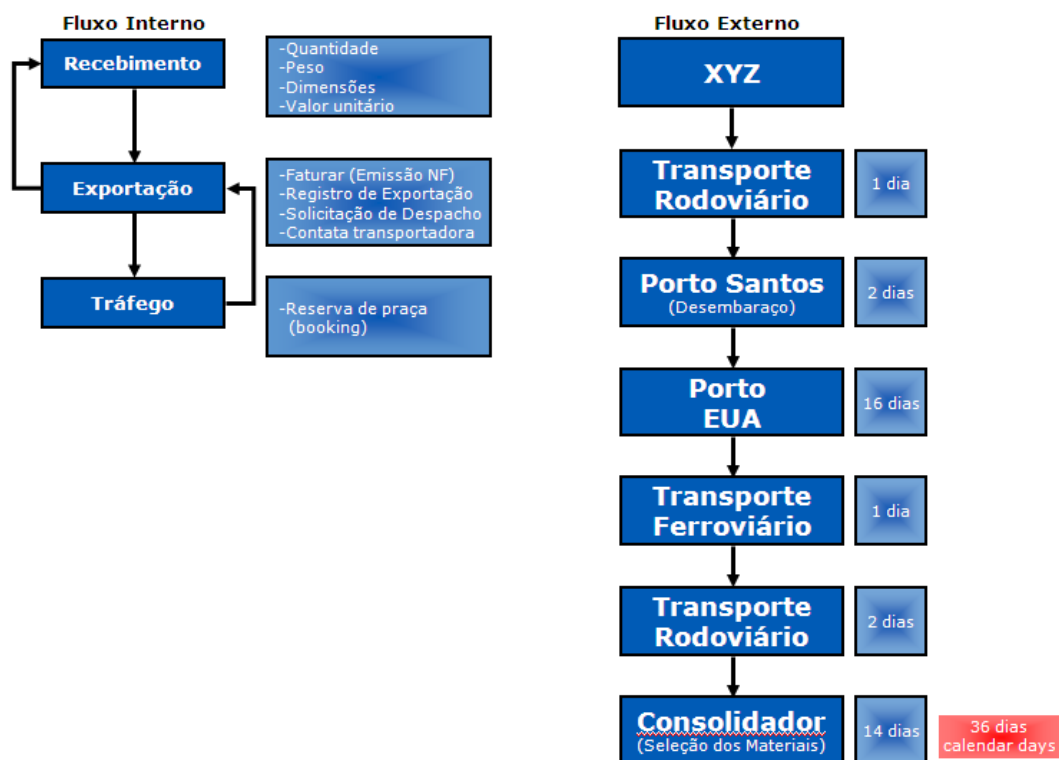 Fluxo Interno
Recebimento
-Quantidade
-Peso
-Dimensões
-Valor unitário
Exportação
-Faturar (Emissão NF)
-Registro de Exportação
-Solicitação de Despacho
-Contata transportadora
Tráfego
-Reserva de praça
(booking)
Fluxo Externo
XYZ
Transporte
Rodoviário
1 dia
Porto Santos
(Desembaraço)
2 dias
Porto
EUA
16 dias
Transporte
Ferroviário
1 dia
Transporte
Rodoviário
2 dias
Consolidador
(Seleção dos Materiais)
14 dias
36 dias
calendar days